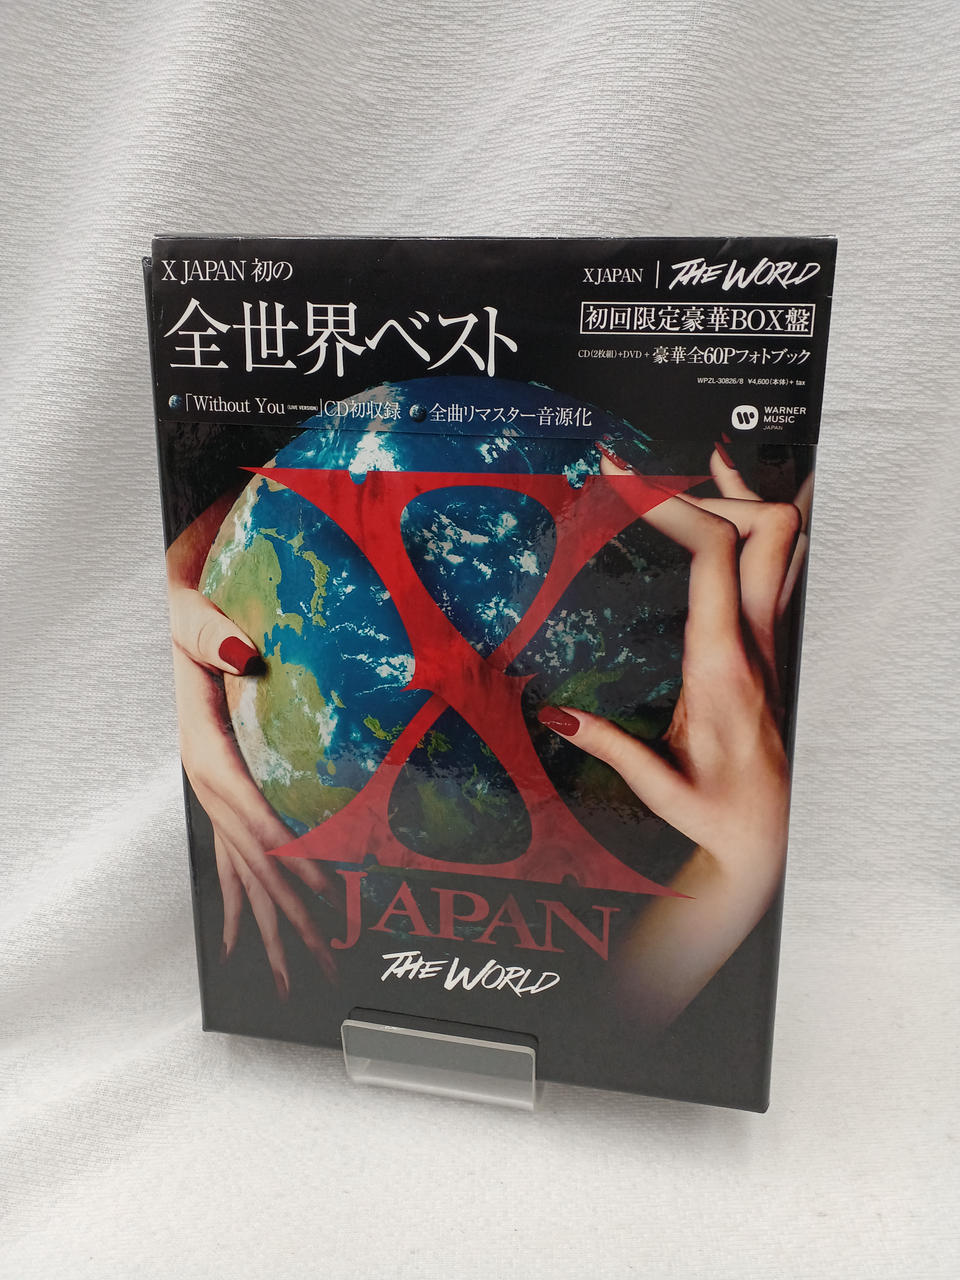 X JAPAN 初の
全世界ベスト
「Without You (LIVE VERSION)」CD初収録 全曲リマスター音源化
X JAPAN | THE WORLD
初回限定豪華BOX盤
CD(2枚組)+DVD+豪華全60Pフォトブック
WPZL-30826/8 ¥4,600(本体)+ tax
WARNER
MUSIC
JAPAN
X
JAPAN
THE WORLD